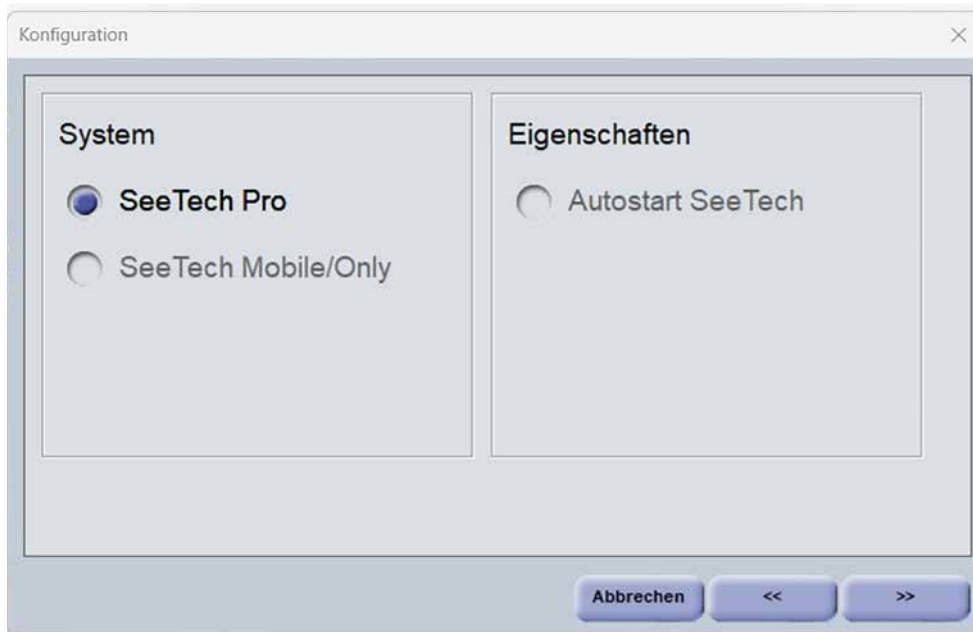 Konfiguration
System
SeeTech Pro
SeeTech Mobile/Only
Eigenschaften
Autostart SeeTech
Abbrechen
<<
>>